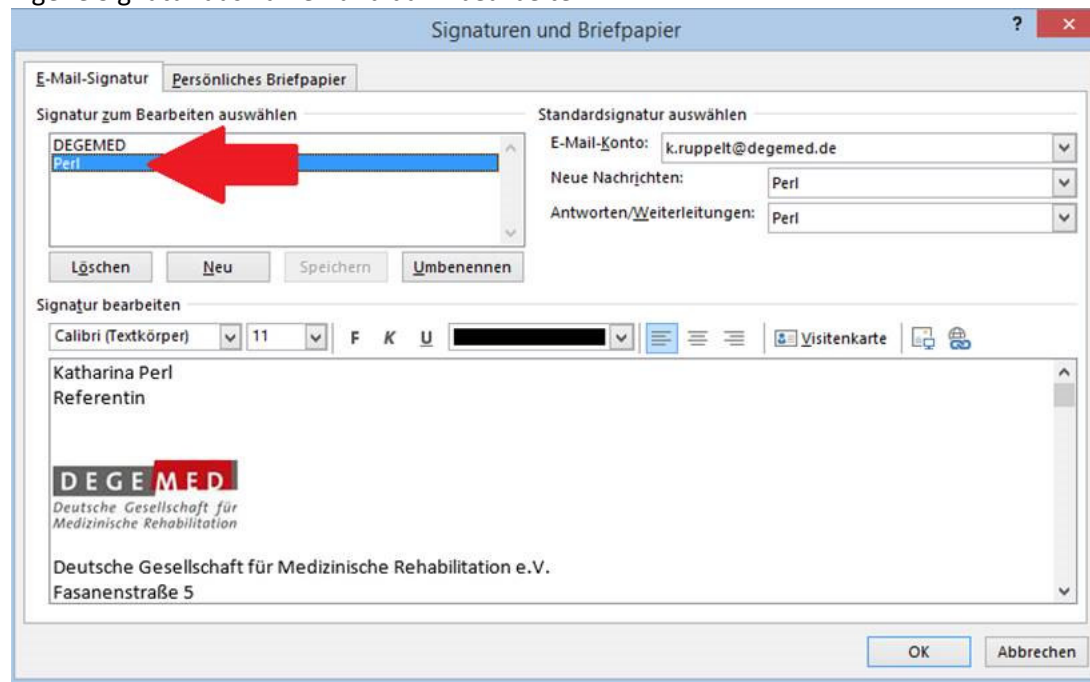 Signaturen und Briefpapier
?
E-Mail-Signatur
Persönliches Briefpapier
Signatur zum Bearbeiten auswählen
DEGEMED
Perl
Löschen
Neu
Speichern
Umbenennen
Standardsignatur auswählen
E-Mail-Konto: k.ruppelt@degemed.de
Neue Nachrichten: Perl
Antworten/Weiterleitungen: Perl
Signatur bearbeiten
Calibri (Textkörper) 11 F K U Visitenkarte
Katharina Perl
Referentin
DEGEMED
Deutsche Gesellschaft für
Medizinische Rehabilitation
Deutsche Gesellschaft für Medizinische Rehabilitation e.V.
Fasanenstraße 5
OK
Abbrechen